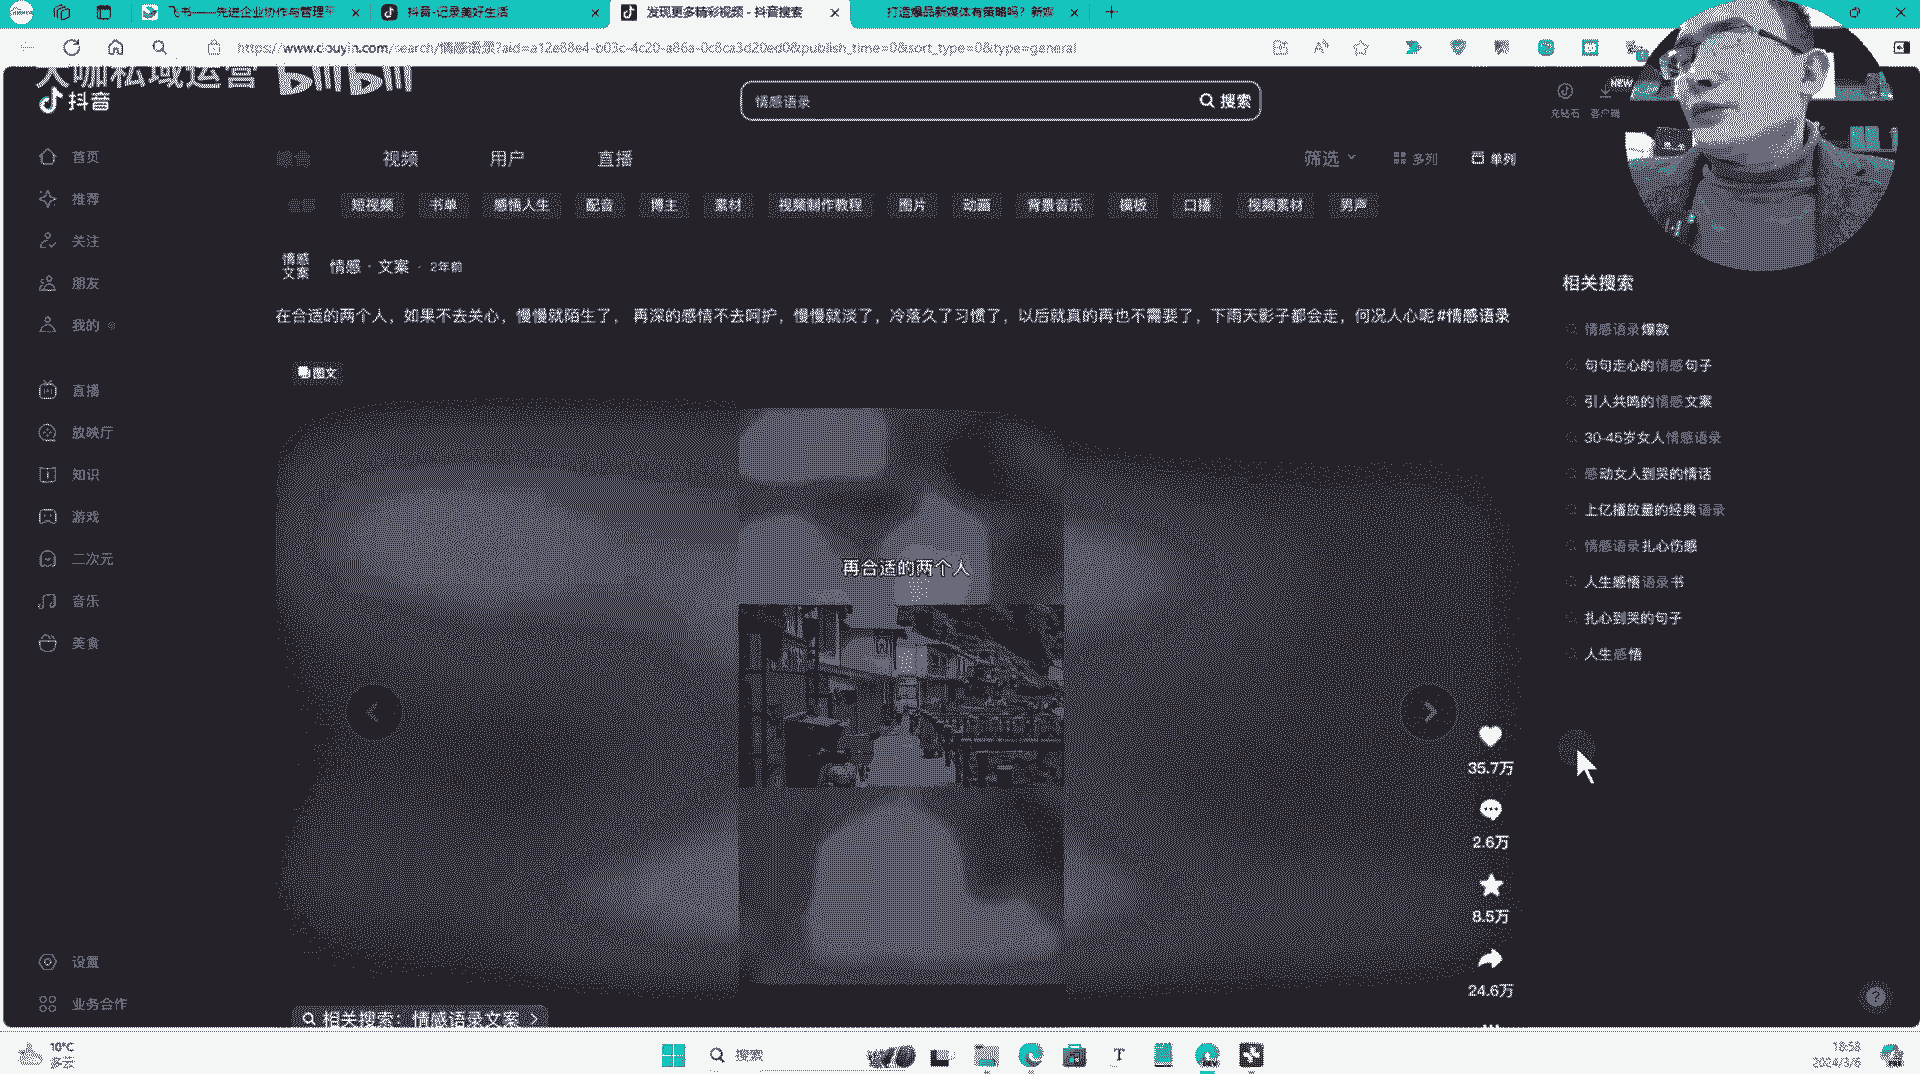 飞书——先进企业协作与管理平
抖音-记录美好生活
发现更多精彩视频 - 抖音搜索
打造爆品新媒体有策略吗？新媒
https://www.douyin.com/search/情感语录?aid=a12e88e4-b03c-4c20-a86a-0c8ca3d20ed0&publish_time=0&sort_type=0&type=general
大咖私域运营 bilibili
抖音
情感语录
搜索
充钻石
客户端
NEW
首页
推荐
关注
朋友
我的
直播
放映厅
知识
游戏
二次元
音乐
美食
设置
业务合作
综合 视频 用户 直播
筛选 多列 单列
短视频 书单 感悟人生 配音 博主 素材 视频制作教程 图片 动画 背景音乐 模板 口播 视频素材 男声
情感文案
情感·文案 · 2年前
在合适的两个人，如果不去关心，慢慢就陌生了， 再深的感情不去呵护，慢慢就淡了，冷落久了习惯了，以后就真的再也不需要了，下雨天影子都会走，何况人心呢#情感语录
图文
再合适的两个人
35.7万
2.6万
8.5万
24.6万
相关搜索：情感语录文案
相关搜索
情感语录爆款
句句走心的情感句子
引人共鸣的情感文案
30-45岁女人情感语录
感动女人到哭的情话
上亿播放量的经典语录
情感语录扎心伤感
人生感悟语录书
扎心到哭的句子
人生感悟
10°C
多云
搜索
18:58
2024/3/6